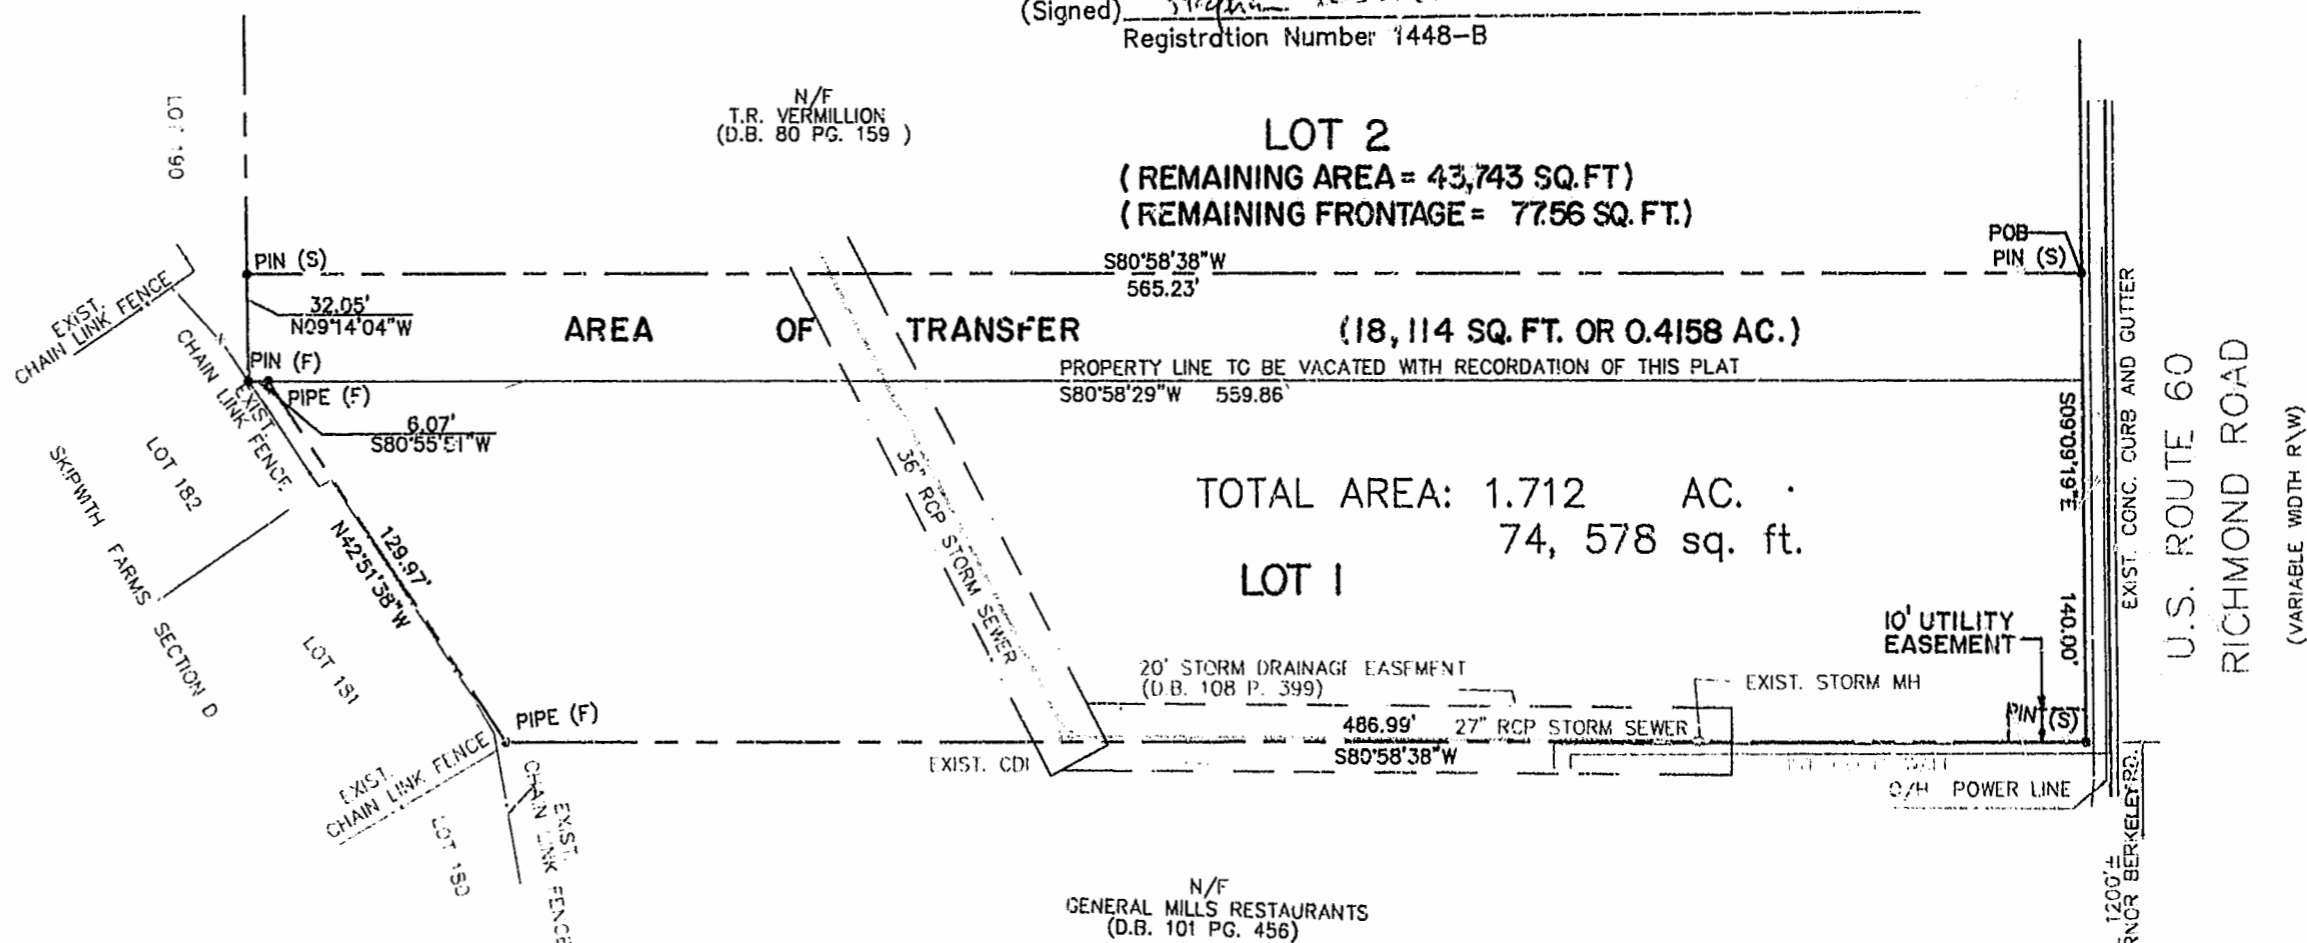 (Signed)
Registration Number 1448-B
N/F
T.R. VERMILLION
(D.B. 80 PG. 159 )
LOT 190
LOT 2
( REMAINING AREA = 43,743 SQ.FT)
( REMAINING FRONTAGE = 77.56 SQ. FT.)
POB
PIN (S)
PIN (S)
S80°58'38"W
565.23'
32.05'
N09°14'04"W
EXIST.
CHAIN LINK FENCE
AREA OF TRANSFER (18, 114 SQ. FT. OR 0.4158 AC.)
PIN (F)
PROPERTY LINE TO BE VACATED WITH RECORDATION OF THIS PLAT
S80°58'29"W 559.86'
PIPE (F)
EXIST.
CHAIN LINK FENCE
6.07'
S80°55'51"W
LOT 182
SKIPWITH FARMS SECTION D
129.97'
N42°51'38"W
LOT 181
36" RCP STORM SEWER
TOTAL AREA: 1.712 AC.
74, 578 sq. ft.
LOT 1
S09°09'19"E
140.00'
EXIST. CONC. CURB AND GUTTER
U.S. ROUTE 60
RICHMOND ROAD
(VARIABLE WIDTH R\W)
10' UTILITY
EASEMENT
20' STORM DRAINAGE EASEMENT
(D.B. 108 P. 399)
EXIST. STORM MH
PIPE (F)
486.99'
27" RCP STORM SEWER
PIN (S)
S80°58'38"W
EXIST. CDI
O/H POWER LINE
EXIST.
CHAIN LINK FENCE
EXIST.
CHAIN LINK FENCE
LOT 180
1200'±
RNOR BERKELEY RD.
N/F
GENERAL MILLS RESTAURANTS
(D.B. 101 PG. 456)